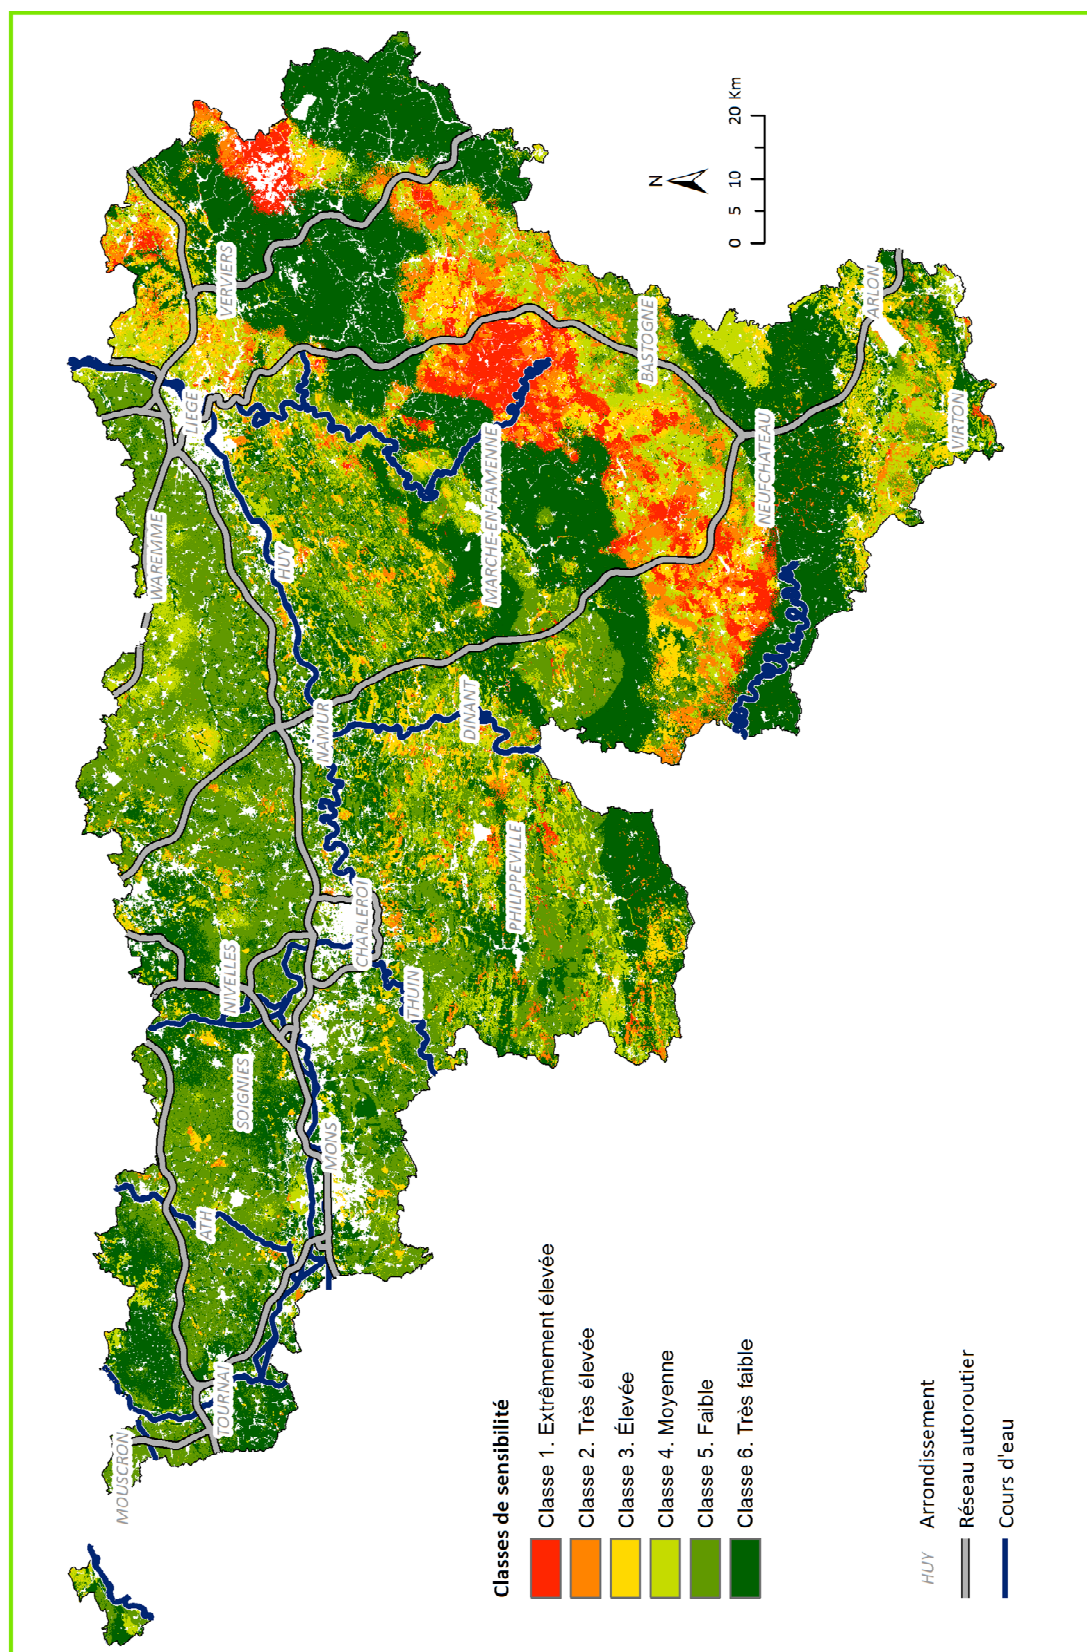 MOUSCRON
TOURNAI
ATH
SOIGNIES
MONS
NIVELLES
CHARLEROI
THUIN
PHILIPPEVILLE
NAMUR
DINANT
WAREMME
HUY
LIEGE
VERVIERS
MARCHE-EN-FAMENNE
BASTOGNE
NEUFCHATEAU
ARLON
VIRTON
N
0 5 10 20 Km
Classes de sensibilité
Classe 1. Extrêmement élevée
Classe 2. Très élevée
Classe 3. Élevée
Classe 4. Moyenne
Classe 5. Faible
Classe 6. Très faible
HUY Arrondissement
Réseau autoroutier
Cours d'eau